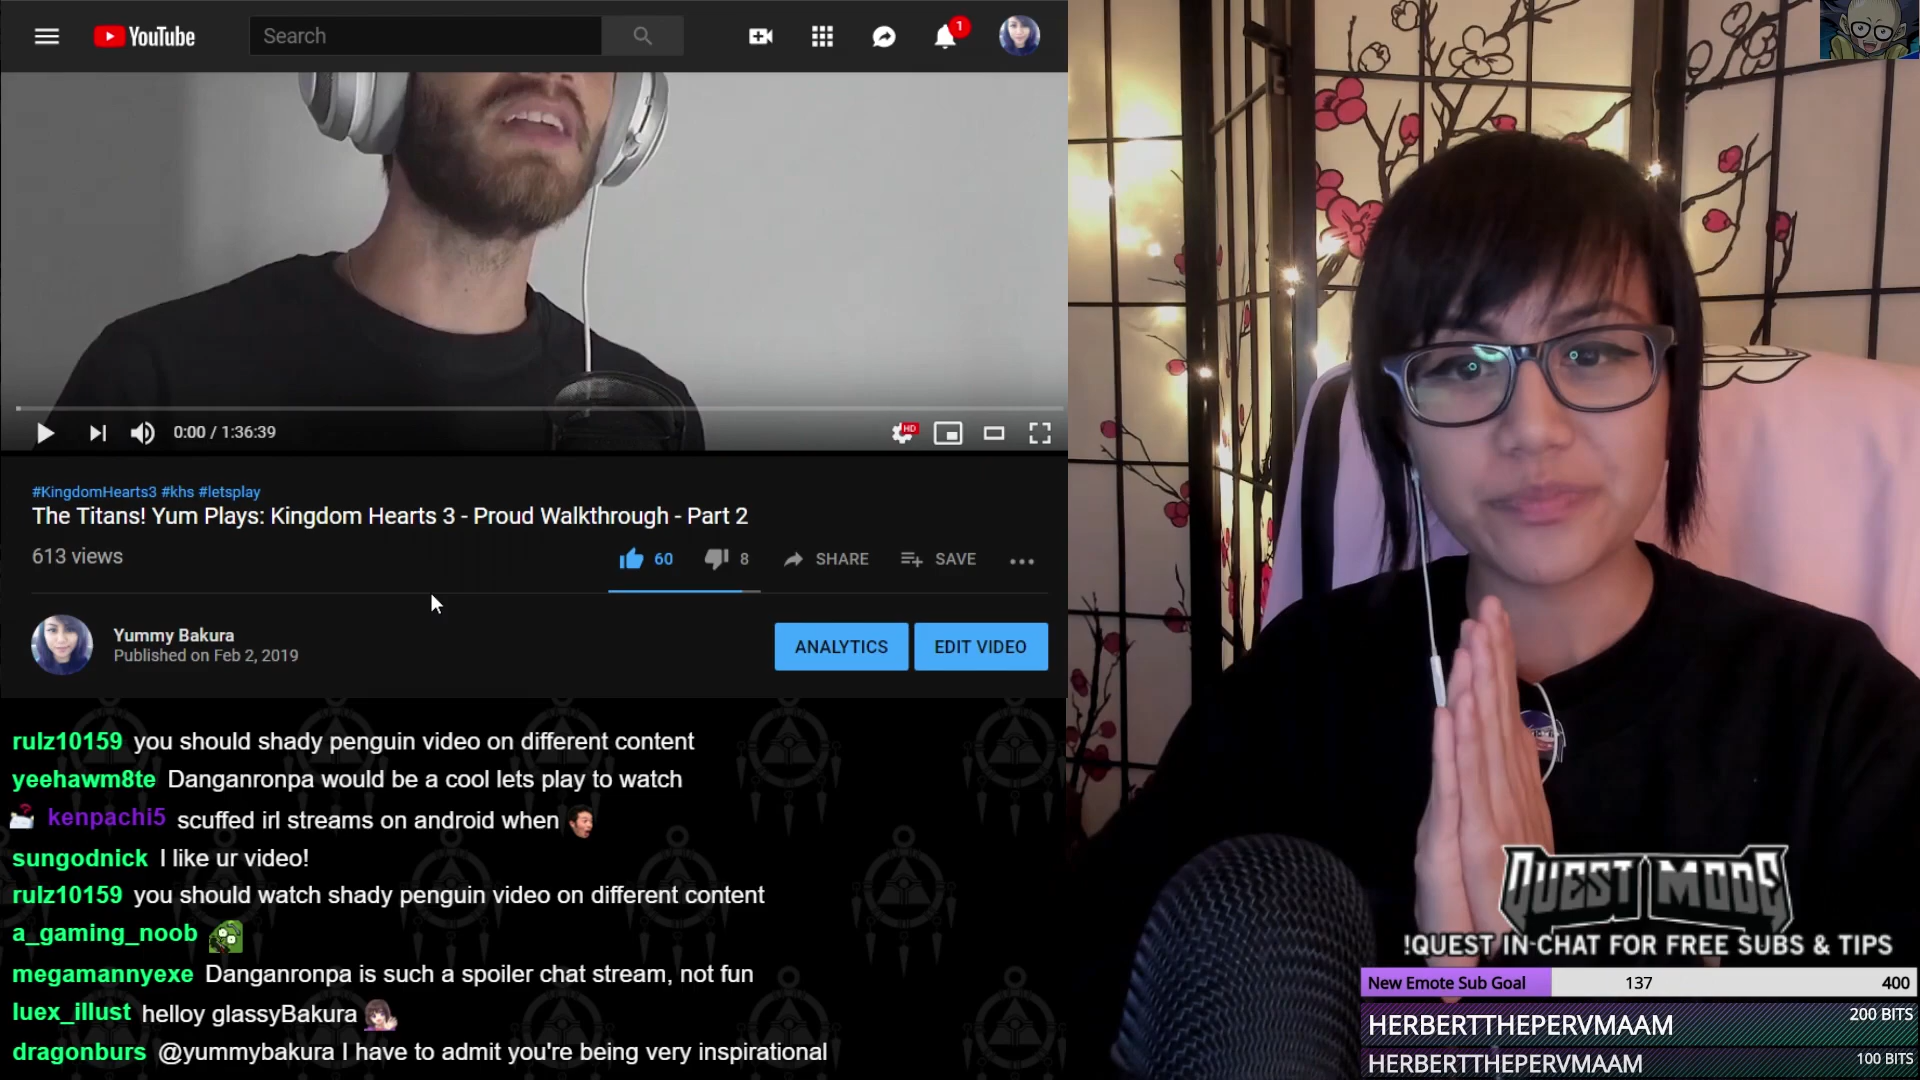 YouTube
Search
1
0:00 / 1:36:39
HD
#KingdomHearts3 #khs #letsplay
The Titans! Yum Plays: Kingdom Hearts 3 - Proud Walkthrough - Part 2
613 views
60
8
SHARE
SAVE
Yummy Bakura
Published on Feb 2, 2019
ANALYTICS
EDIT VIDEO
rulz10159 you should shady penguin video on different content
yeehawm8te Danganronpa would be a cool lets play to watch
kenpachi5 scuffed irl streams on android when
sungodnick I like ur video!
rulz10159 you should watch shady penguin video on different content
a_gaming_noob
megamannyexe Danganronpa is such a spoiler chat stream, not fun
luex_illust helloy glassyBakura
dragonburs @yummybakura I have to admit you're being very inspirational
QUEST MODE
!QUEST IN-CHAT FOR FREE SUBS & TIPS
New Emote Sub Goal 137 400
HERBERTTHEPERVMAAM 200 BITS
HERBERTTHEPERVMAAM 100 BITS